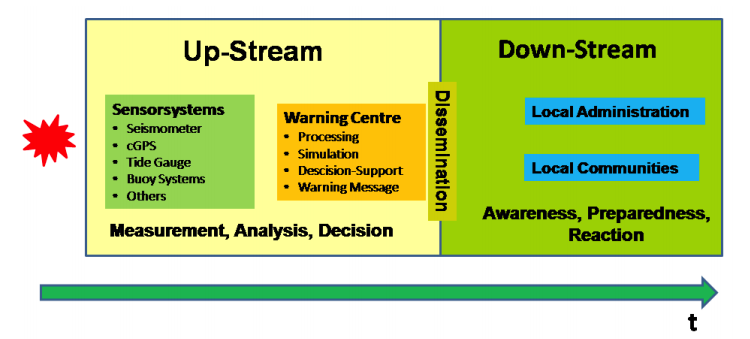 Up-Stream
Down-Stream
Sensorsystems
• Seismometer
• cGPS
• Tide Gauge
• Buoy Systems
• Others
Warning Centre
• Processing
• Simulation
• Descision-Support
• Warning Message
Dissemination
Local Administration
Local Communities
Measurement, Analysis, Decision
Awareness, Preparedness,
Reaction
t